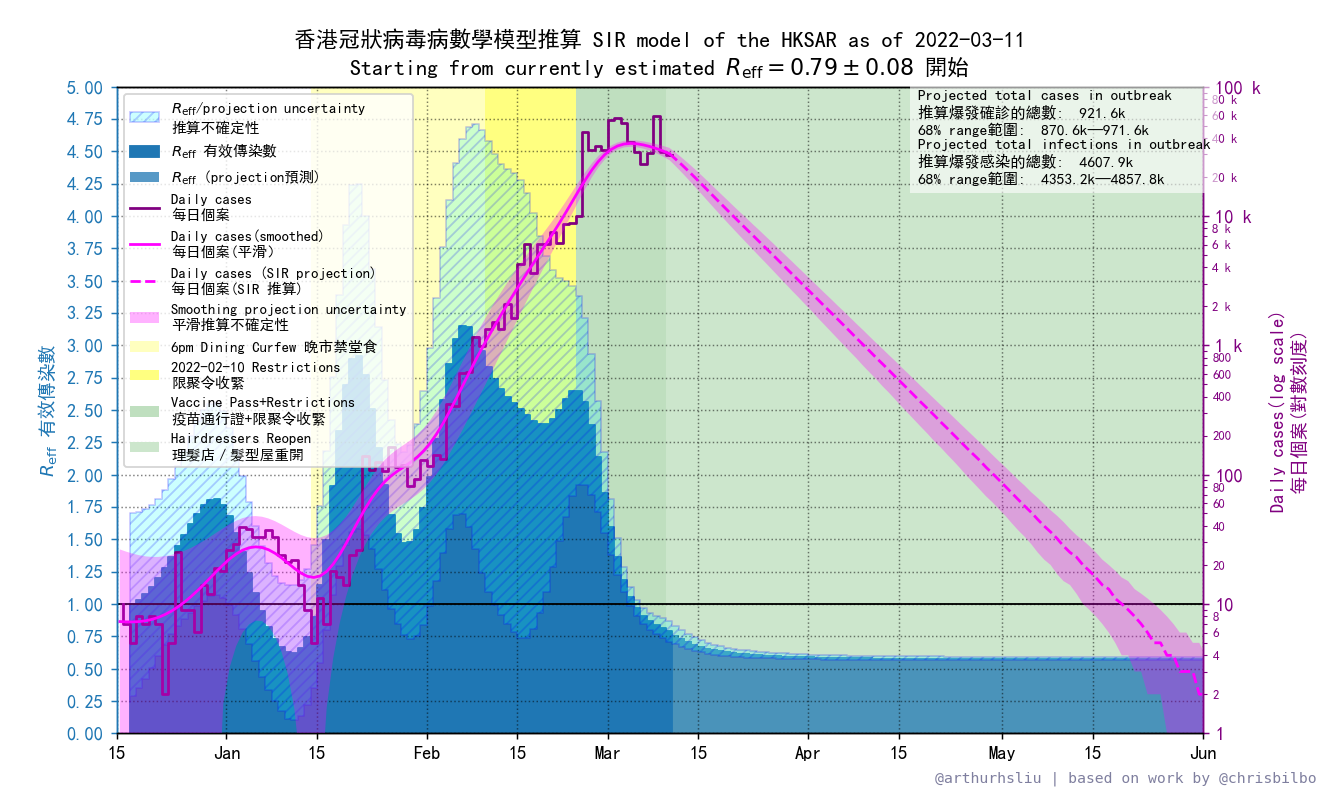 香港冠狀病毒病數學模型推算 SIR model of the HKSAR as of 2022-03-11
Starting from currently estimated Reff = 0.79 ± 0.08 開始
Reff/projection uncertainty
推算不確定性
Reff 有效傳染數
Reff (projection預測)
Daily cases
每日個案
Daily cases(smoothed)
每日個案(平滑)
Daily cases (SIR projection)
每日個案(SIR 推算)
Smoothing projection uncertainty
平滑推算不確定性
6pm Dining Curfew 晚市禁堂食
2022-02-10 Restrictions
限聚令收緊
Vaccine Pass+Restrictions
疫苗通行證+限聚令收緊
Hairdressers Reopen
理髮店 / 髮型屋重開
Projected total cases in outbreak
推算爆發確診的總數: 921.6k
68% range範圍: 870.6k—971.6k
Projected total infections in outbreak
推算爆發感染的總數: 4607.9k
68% range範圍: 4353.2k—4857.8k
Reff 有效傳染數
5.00
4.75
4.50
4.25
4.00
3.75
3.50
3.25
3.00
2.75
2.50
2.25
2.00
1.75
1.50
1.25
1.00
0.75
0.50
0.25
0.00
100 k
80 k
40 k
20 k
10 k
8 k
6 k
4 k
2 k
1 k
800
600
400
200
100
80
60
40
20
10
8
6
4
2
1
Daily cases(log scale)
每日個案(對數刻度)
15 Jan 15 Feb 15 Mar 15 Apr 15 May 15 Jun
@arthurhsliu | based on work by @chrisbilbo